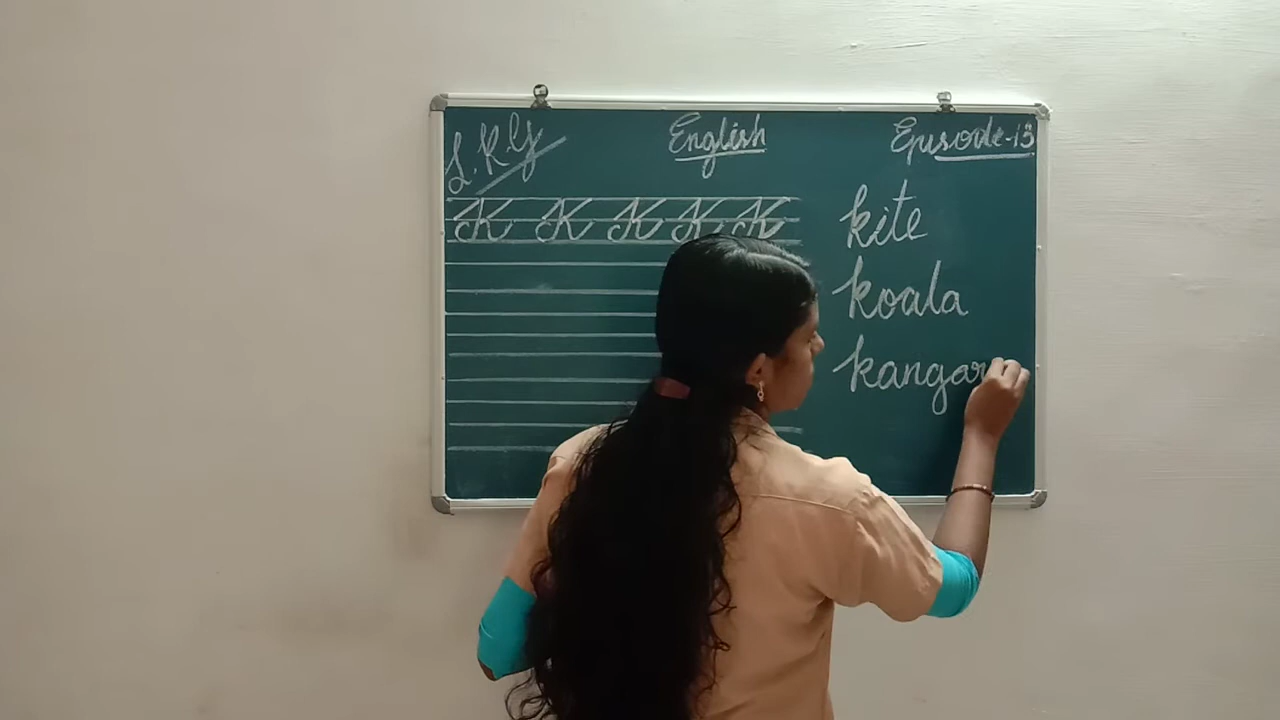 L.K.G
English
Episode-13
K K K K K
kite
koala
kangar